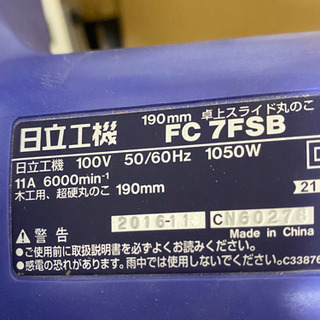 190mm 卓上スライド丸のこ
日立工機 FC 7FSB
日立工機 100V 50/60Hz 1050W
11A 6000min-1
木工用、超硬丸のこ 190mm
21
2016-11 CN60278
Made in China
警告
●ご使用前に取扱説明書を必ずよくお読みください。
●感電の恐れがあります。雨中では使用しないでください。C33876